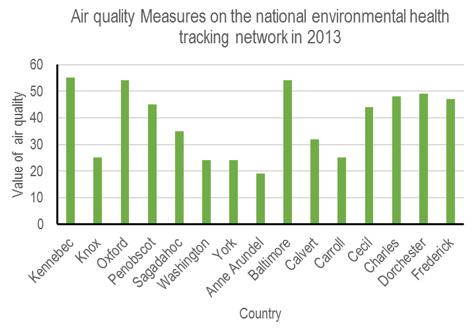 Air quality Measures on the national environmental health
tracking network in 2013
Value of air quality
60
50
40
30
20
10
0
Kennebec
Knox
Oxford
Penobscot
Sagadahoc
Washington
York
Anne Arundel
Baltimore
Calvert
Carroll
Cecil
Charles
Dorchester
Frederick
Country